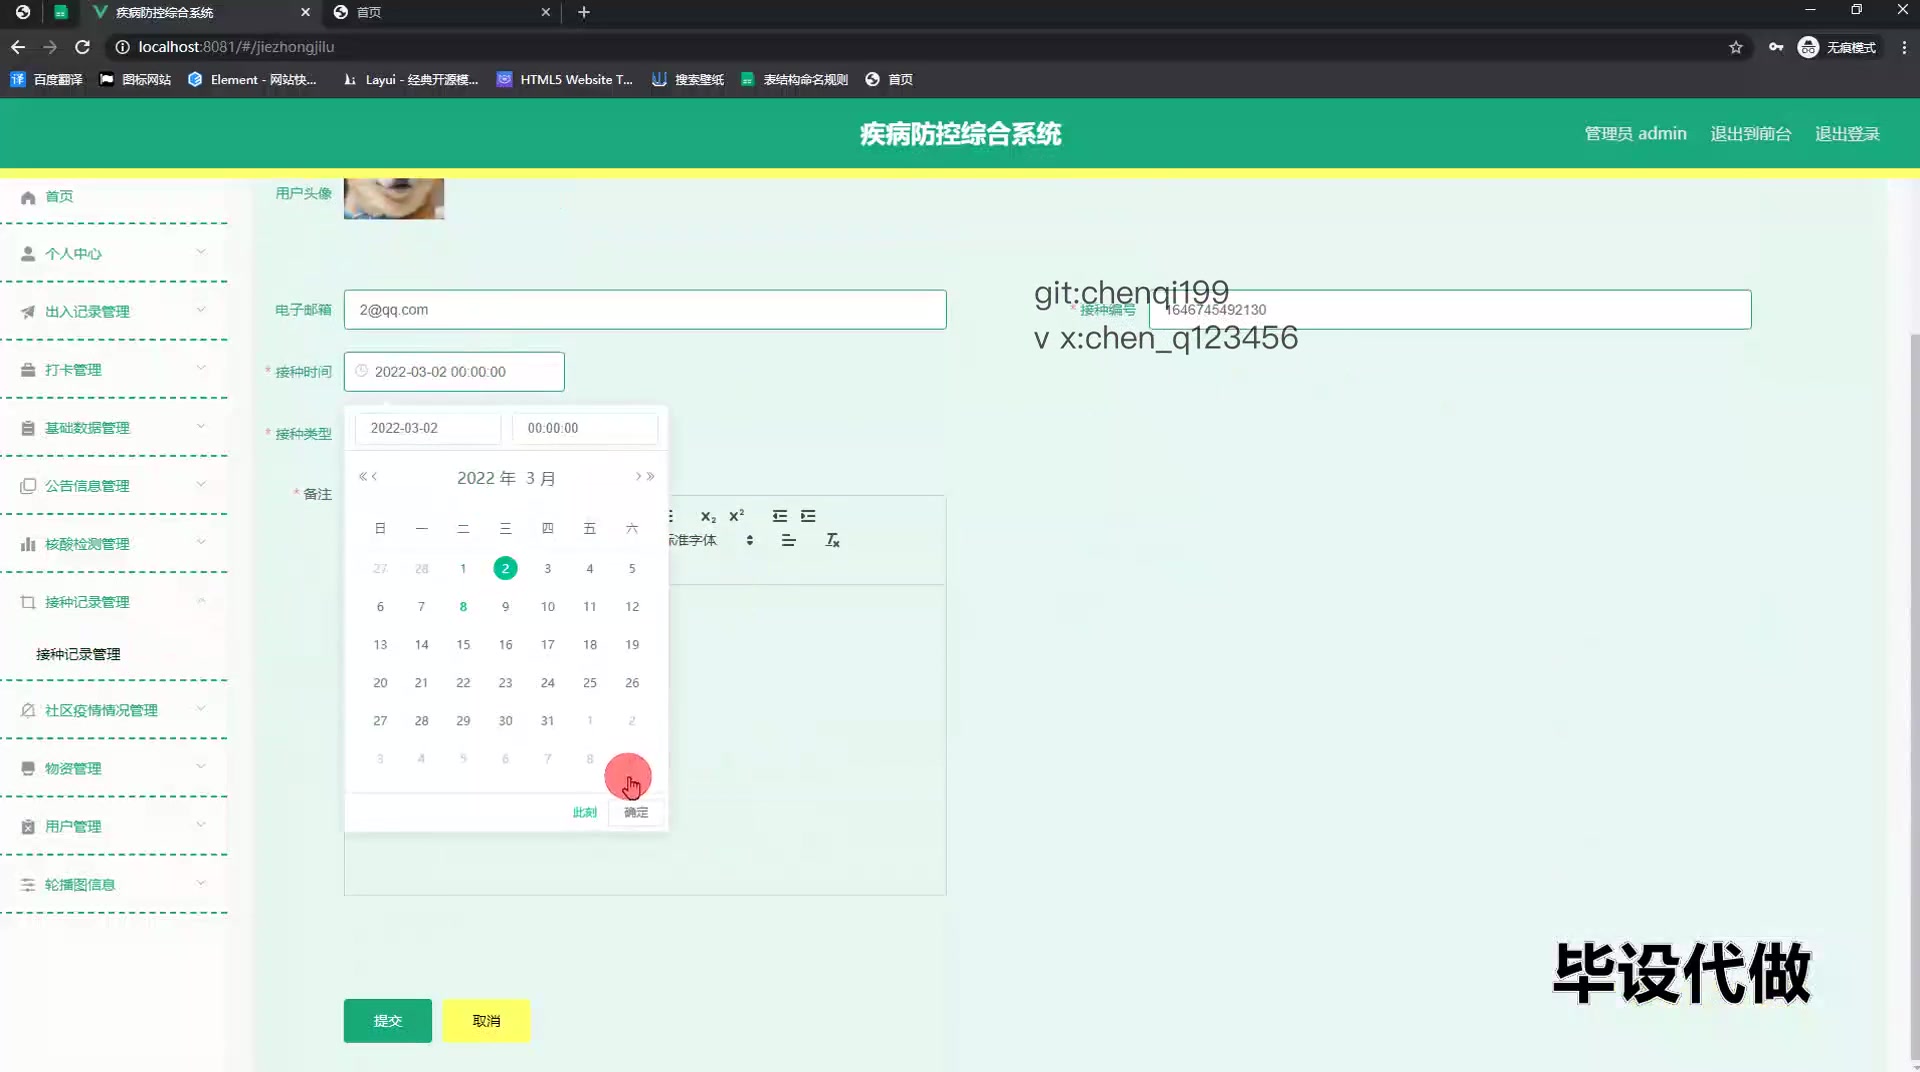 疾病防控综合系统
首页
localhost:8081/#/jiezhongjilu
无痕模式
百度翻译
图标网站
Element - 网站快...
Layui - 经典开源模...
HTML5 Website T...
搜索壁纸
表结构命名规则
首页
疾病防控综合系统
管理员 admin
退出到前台
退出登录
首页
个人中心
出入记录管理
打卡管理
基础数据管理
公告信息管理
核酸检测管理
接种记录管理
接种记录管理
社区疫情情况管理
物资管理
用户管理
轮播图信息
用户头像
电子邮箱
2@qq.com
* 接种编号
1646745492130
git:chenqi199
v x:chen_q123456
* 接种时间
2022-03-02 00:00:00
* 接种类型
2022-03-02
00:00:00
2022 年 3 月
日 一 二 三 四 五 六
27 28 1 2 3 4 5
6 7 8 9 10 11 12
13 14 15 16 17 18 19
20 21 22 23 24 25 26
27 28 29 30 31 1 2
3 4 5 6 7 8
此刻
确定
* 备注
标准字体
提交
取消
毕设代做